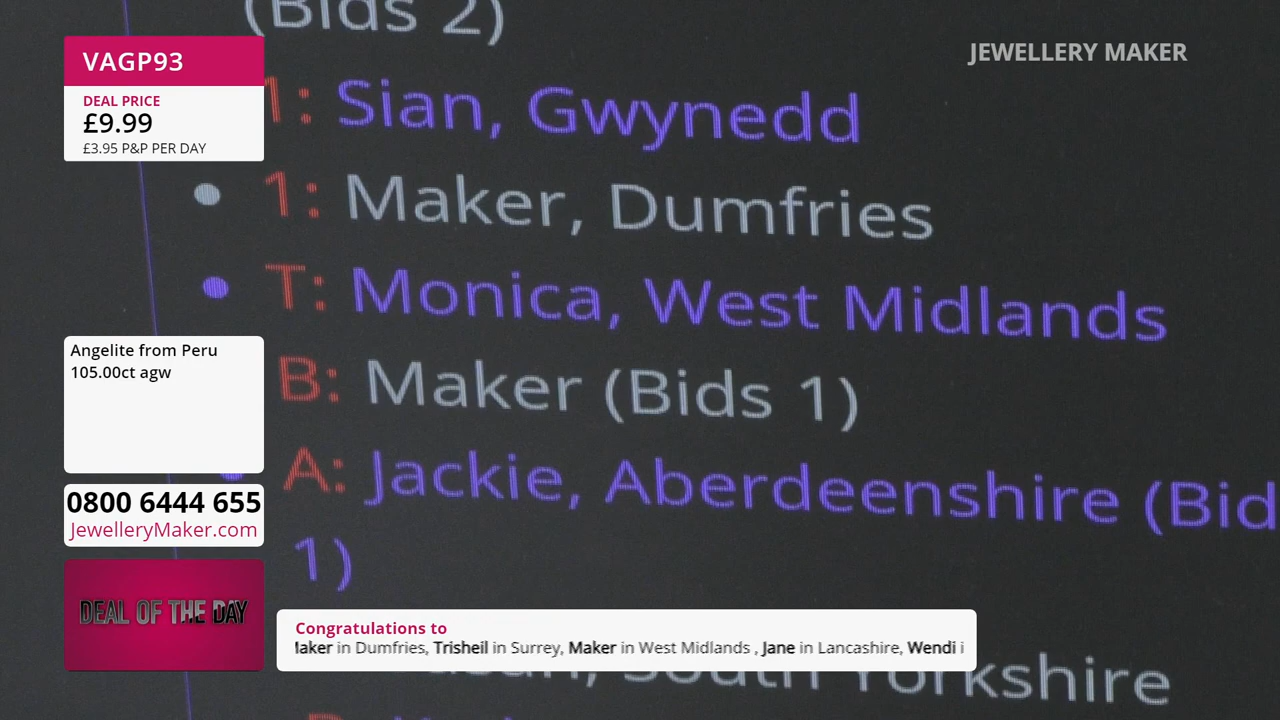 (Bids 2)
VAGP93
JEWELLERY MAKER
DEAL PRICE
£9.99
£3.95 P&P PER DAY
1: Sian, Gwynedd
1: Maker, Dumfries
T: Monica, West Midlands
B: Maker (Bids 1)
A: Jackie, Aberdeenshire (Bid
1)
Angelite from Peru
105.00ct agw
0800 6444 655
JewelleryMaker.com
DEAL OF THE DAY
Congratulations to
in Dumfries, Trisheil in Surrey, Maker in West Midlands , Jane in Lancashire, Wendi i
South Yorkshire